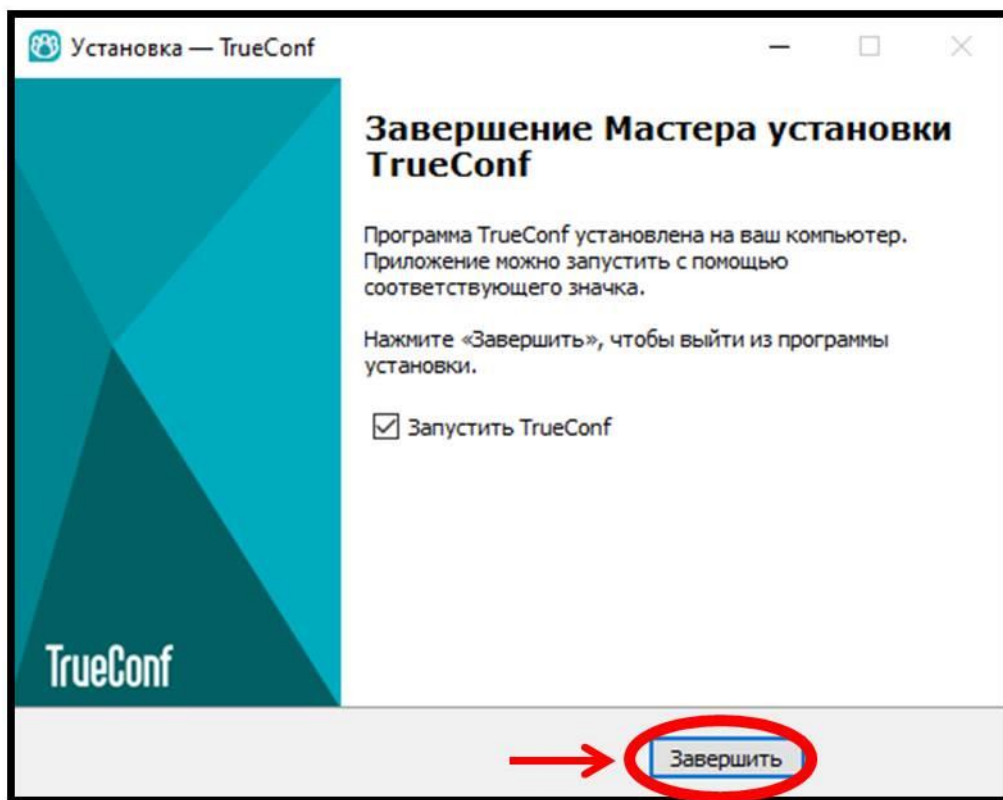 Установка — TrueConf
Завершение Мастера установки
TrueConf
Программа TrueConf установлена на ваш компьютер.
Приложение можно запустить с помощью
соответствующего значка.
Нажмите «Завершить», чтобы выйти из программы
установки.
Запустить TrueConf
TrueConf
Завершить